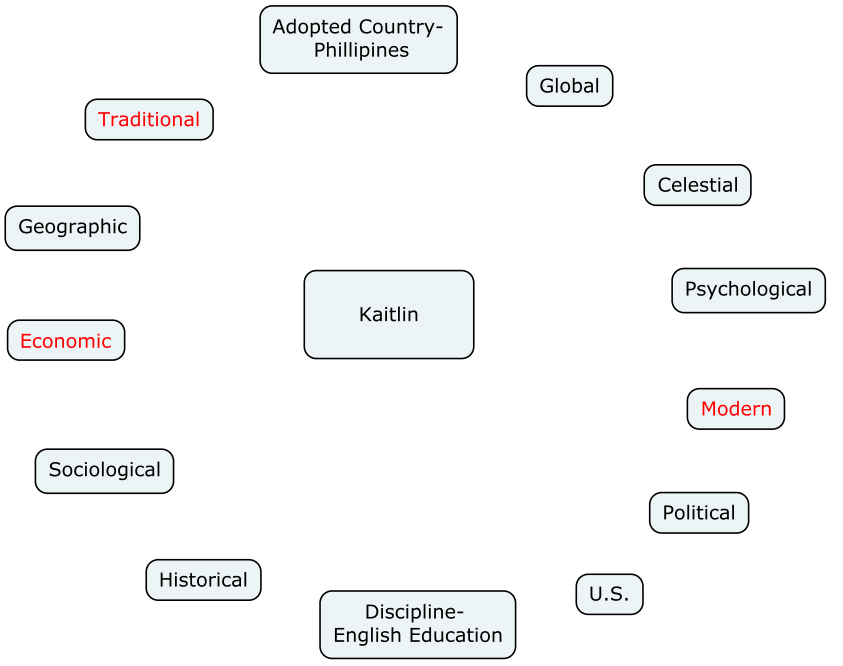 Adopted Country-
Phillipines
Global
Traditional
Celestial
Geographic
Psychological
Kaitlin
Economic
Modern
Sociological
Political
Historical
U.S.
Discipline-
English Education